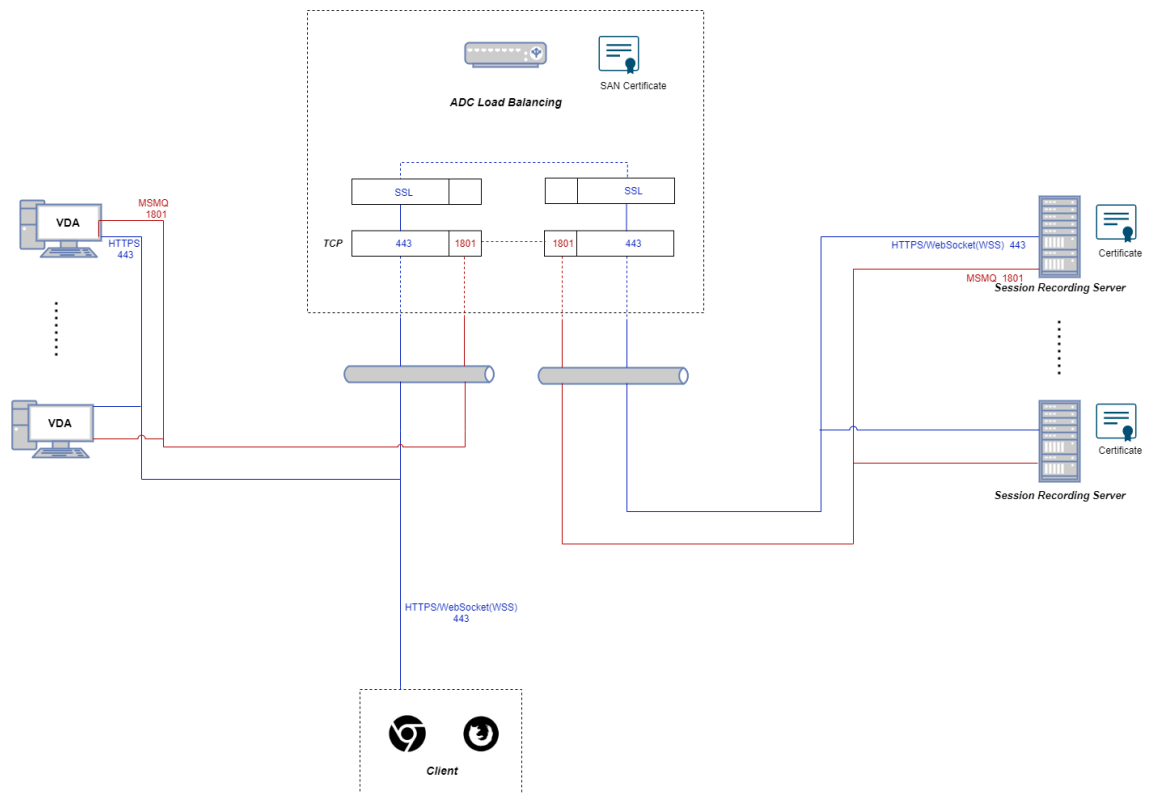 SAN Certificate
ADC Load Balancing
SSL
SSL
TCP
443
1801
1801
443
VDA
MSMQ
1801
HTTPS
443
VDA
HTTPS/WebSocket(WSS) 443
MSMQ 1801
Certificate
Session Recording Server
Certificate
Session Recording Server
HTTPS/WebSocket(WSS)
443
Client